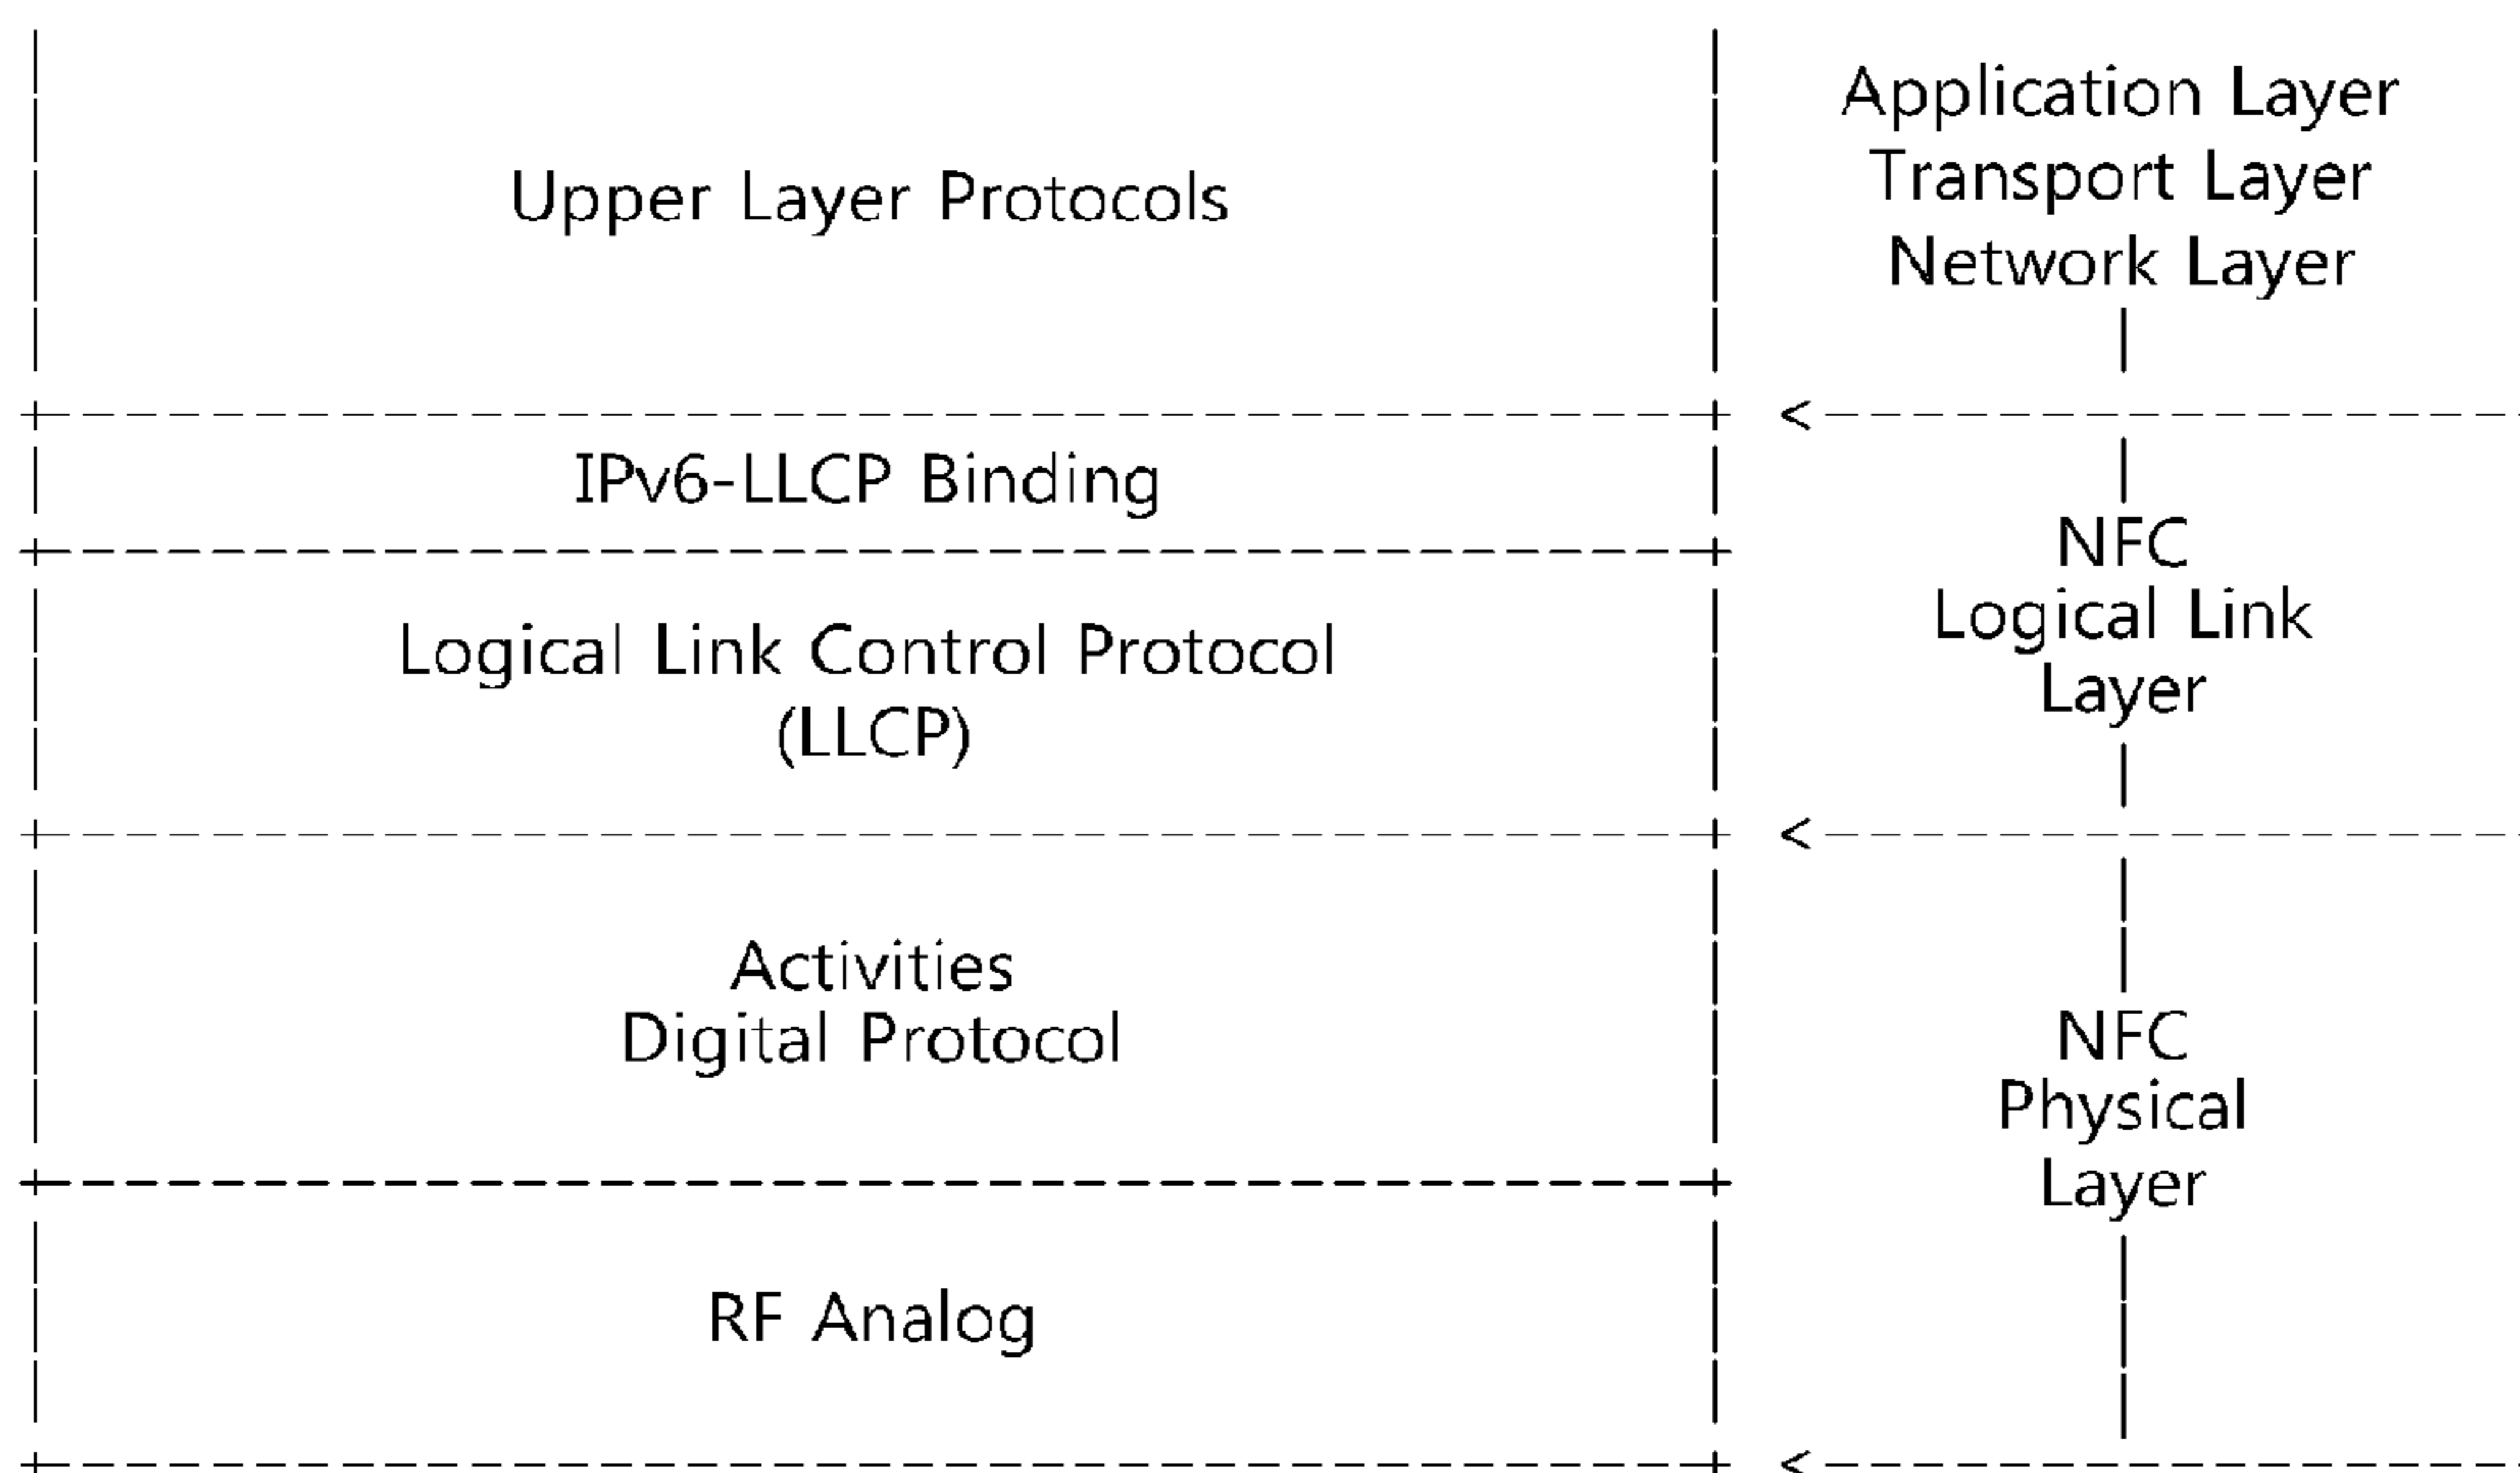 Application Layer
Transport Layer
Upper Layer Protocols
Network Layer
IPv6-LLCP Binding
NFC
Logical Link
Logical Link Control Protocol
Layer
(LLCP)
Activities
Digital Protocol
NFC
Physical
Layer
RF Analog